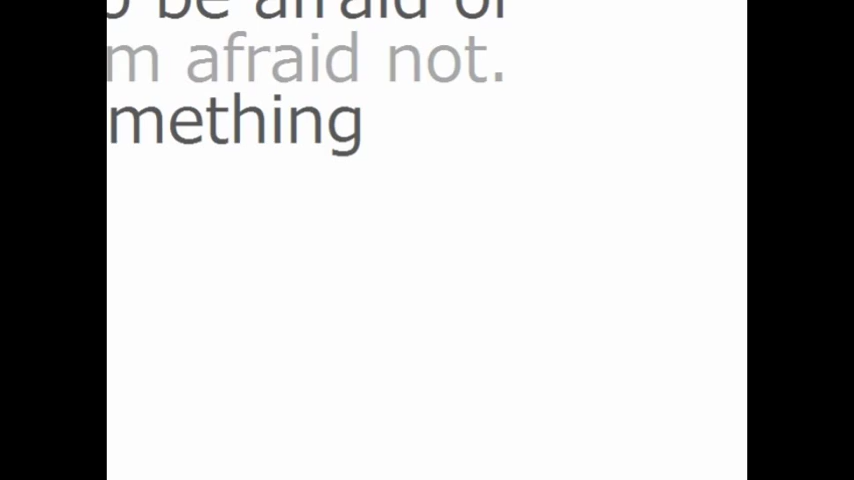 be afraid of
m afraid not.
mething